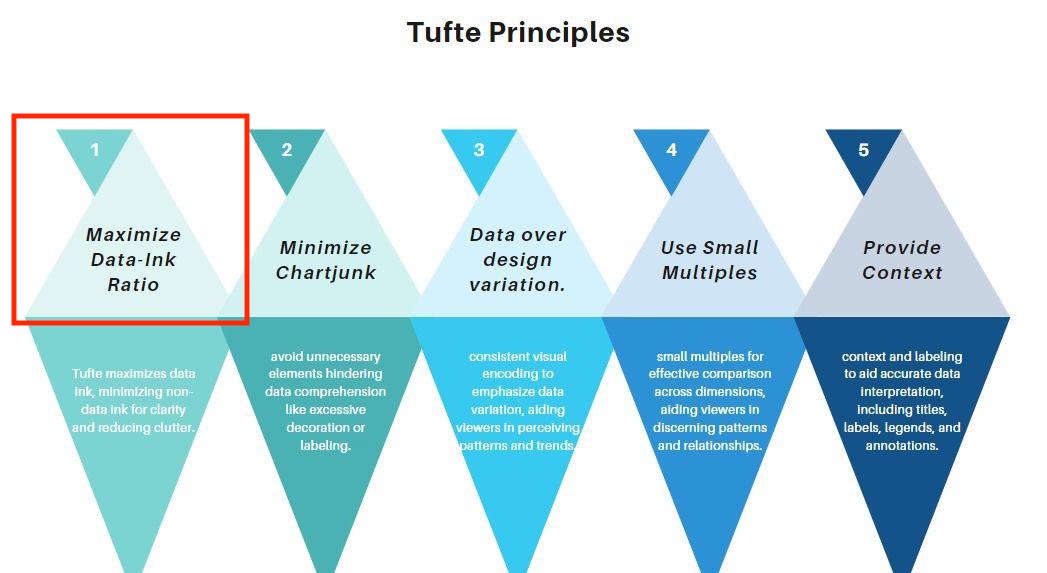 Tufte Principles
1
Maximize
Data-Ink
Ratio
Tufte maximizes data
ink, minimizing non-
data ink for clarity
and reducing clutter.
2
Minimize
Chartjunk
avoid unnecessary
elements hindering
data comprehension
like excessive
decoration or
labeling.
3
Data over
design
variation.
consistent visual
encoding to
emphasize data
variation, aiding
viewers in perceiving
patterns and trends.
4
Use Small
Multiples
small multiples for
effective comparison
across dimensions,
aiding viewers in
discerning patterns
and relationships.
5
Provide
Context
context and labeling
to aid accurate data
interpretation,
including titles,
labels, legends, and
annotations.